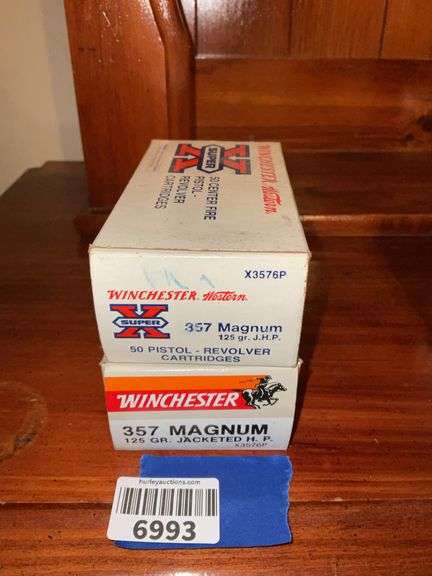 WINCHESTER Western
X
SUPER
50 CENTER FIRE
PISTOL -
REVOLVER
CARTRIDGES
X3576P
WINCHESTER Western
X
SUPER
357 Magnum
125 gr. J.H.P.
50 PISTOL - REVOLVER
CARTRIDGES
WINCHESTER
357 MAGNUM
125 GR. JACKETED H. P.
X3576P
hurleyauctions.com
6993